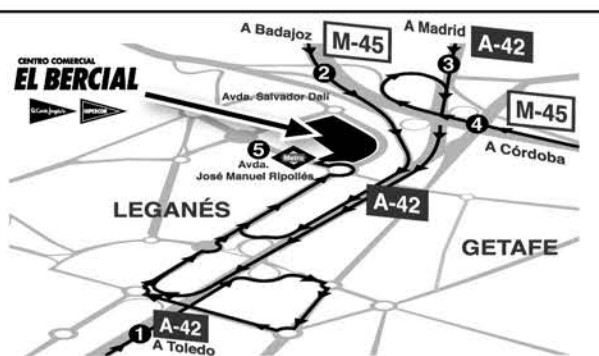 A Badajoz
M-45
A Madrid
A-42
CENTRO COMERCIAL
EL BERCIAL
El Corte Inglés
HIPERCOR
2
3
Avda. Salvador Dalí
M-45
4
A Córdoba
5
Metro
Avda.
José Manuel Ripollés
A-42
LEGANÉS
GETAFE
1
A-42
A Toledo